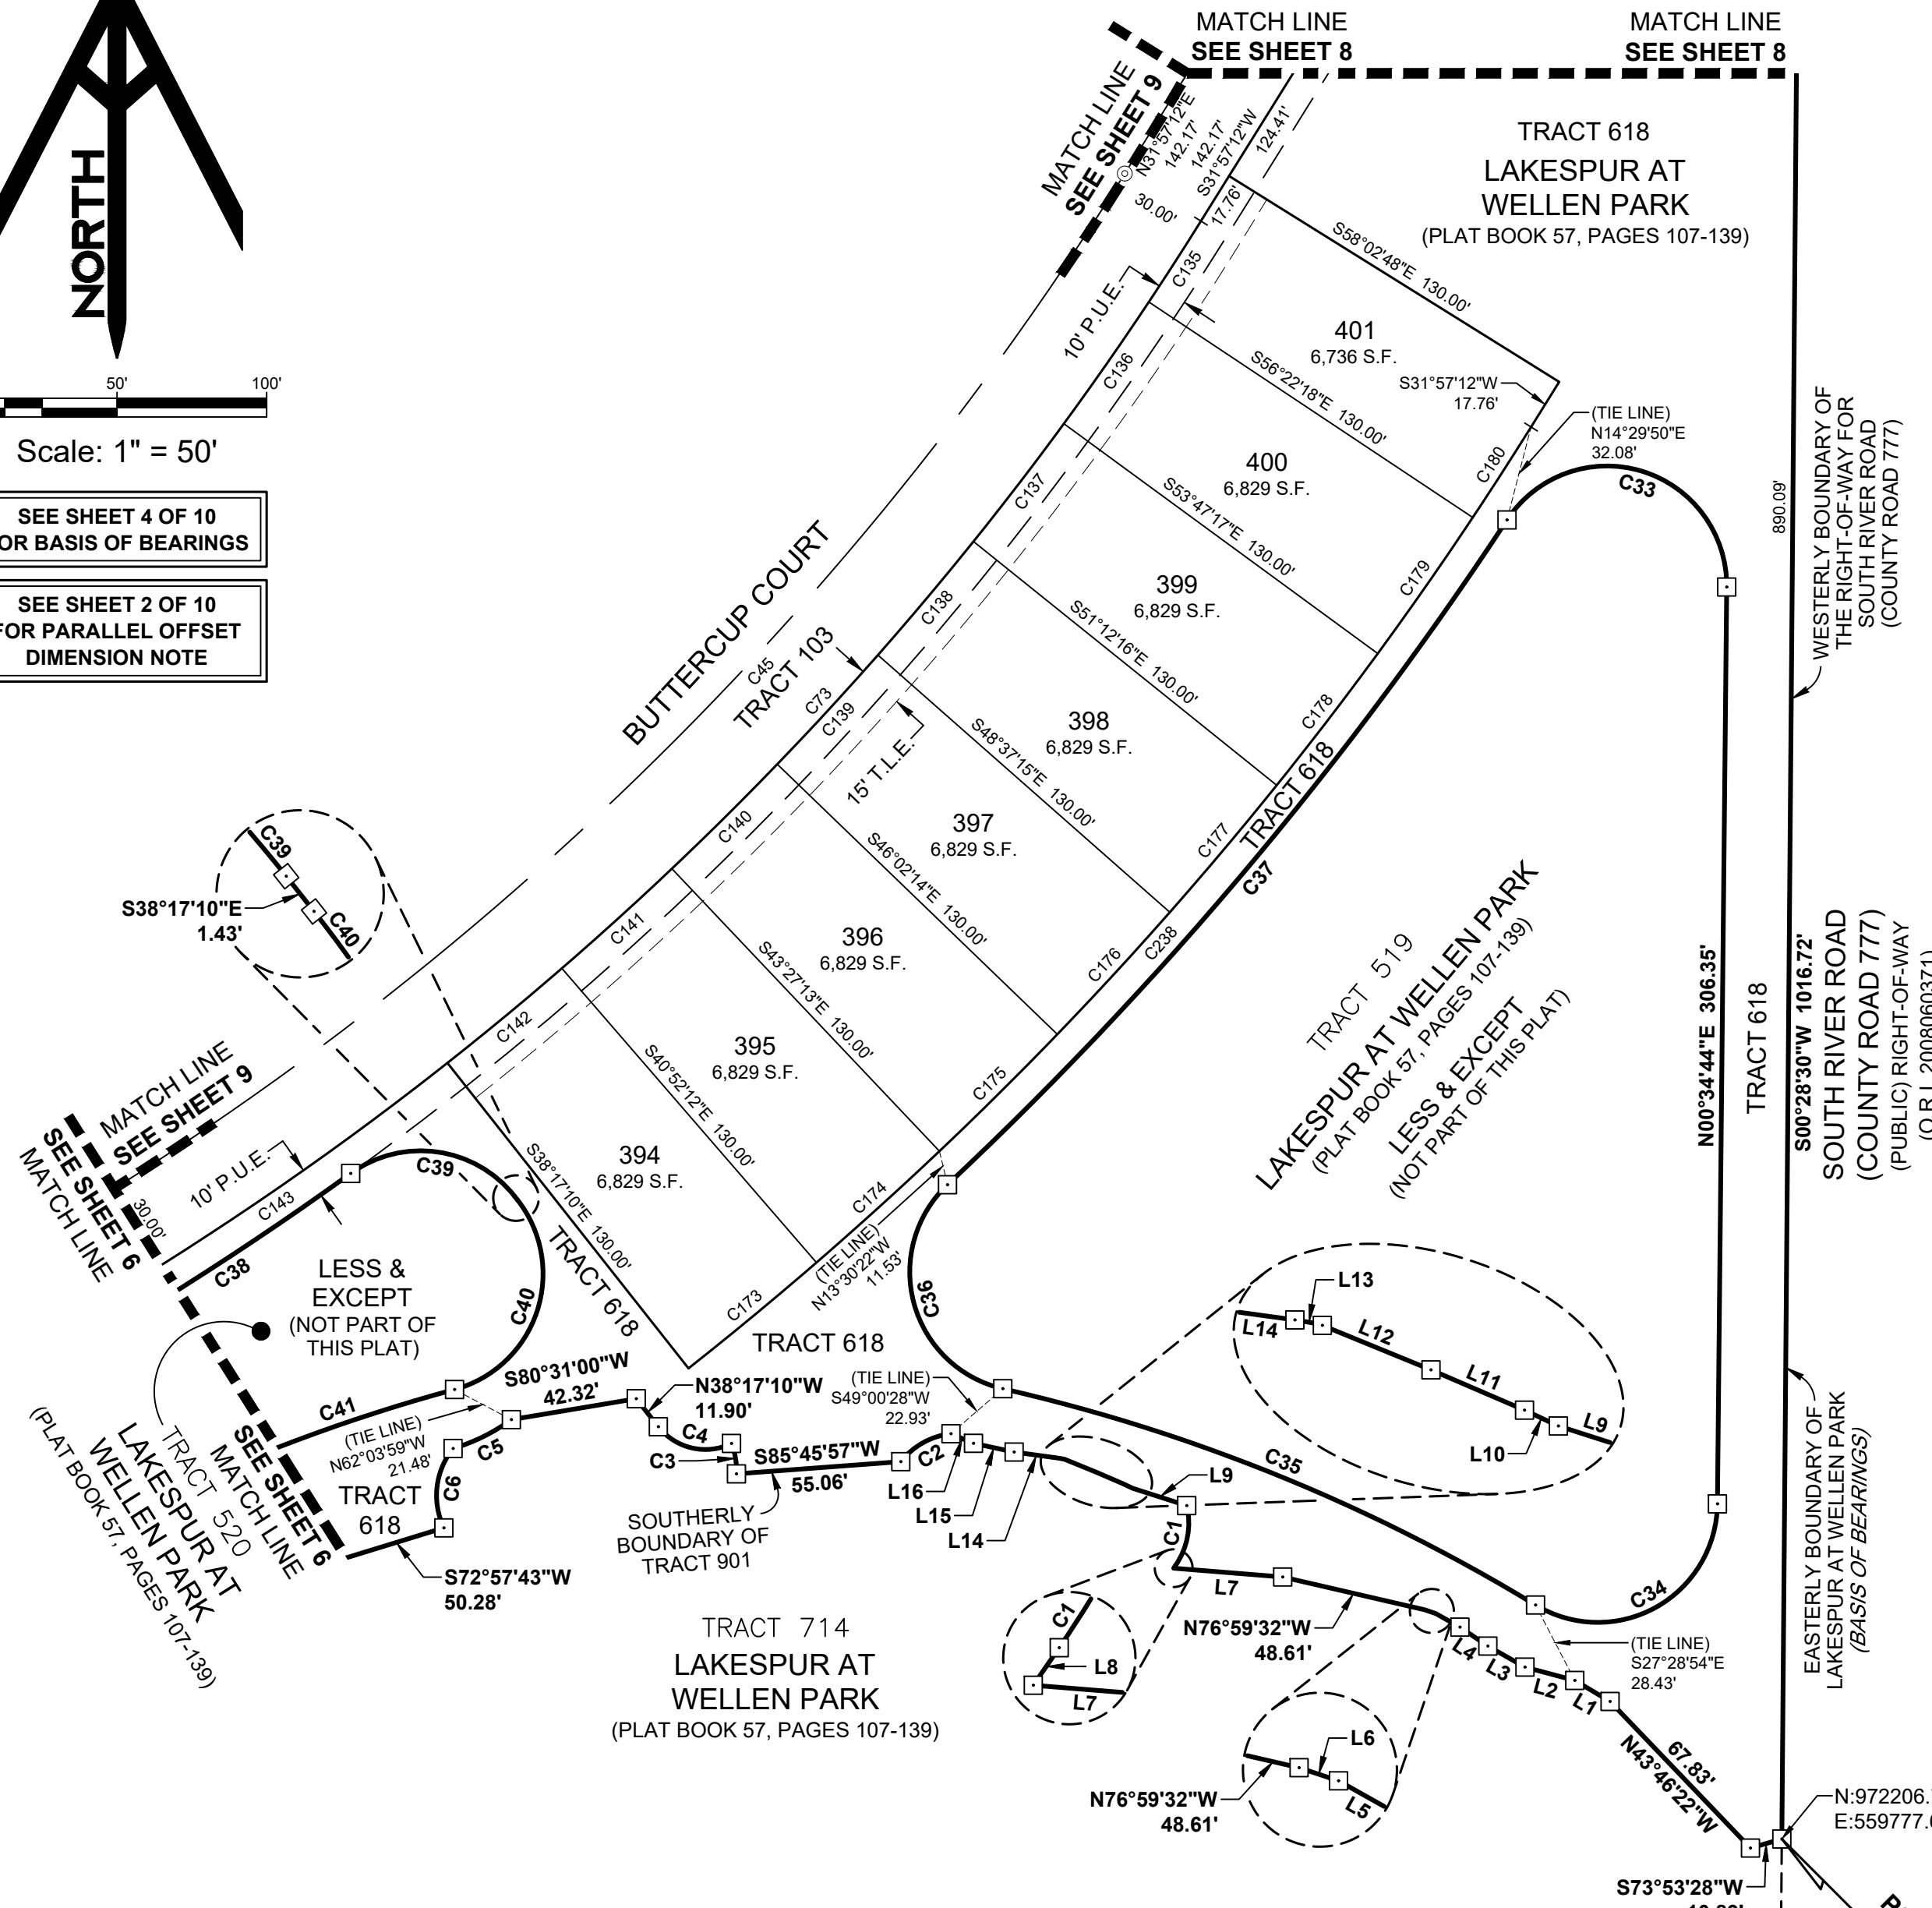 MATCH LINE
SEE SHEET 8
MATCH LINE
SEE SHEET 8
MATCH LINE
SEE SHEET 9
N31°57'12"E
142.17'
142.17'
S31°57'12"W
124.41'
17.76'
30.00'
NORTH
50'
100'
Scale: 1" = 50'
SEE SHEET 4 OF 10
OR BASIS OF BEARINGS
SEE SHEET 2 OF 10
FOR PARALLEL OFFSET
DIMENSION NOTE
TRACT 618
LAKESPUR AT
WELLEN PARK
(PLAT BOOK 57, PAGES 107-139)
S58°02'48"E 130.00'
C135
10' P.U.E.
401
6,736 S.F.
S31°57'12"W
17.76'
S56°22'18"E 130.00'
C136
C180
(TIE LINE)
N14°29'50"E
32.08'
C33
400
6,829 S.F.
S53°47'17"E 130.00'
C137
C179
399
6,829 S.F.
S51°12'16"E 130.00'
C138
C178
398
6,829 S.F.
S48°37'15"E 130.00'
C139
C177
397
6,829 S.F.
S46°02'14"E 130.00'
C140
C176
396
6,829 S.F.
S43°27'13"E 130.00'
C141
C175
395
6,829 S.F.
S40°52'12"E 130.00'
C142
C174
394
6,829 S.F.
S38°17'10"E 130.00'
C173
BUTTERCUP COURT
C45
TRACT 103
C73
15' T.L.E.
TRACT 618
C37
C238
TRACT 519
LAKESPUR AT WELLEN PARK
(PLAT BOOK 57, PAGES 107-139)
LESS & EXCEPT
(NOT PART OF THIS PLAT)
890.09'
WESTERLY BOUNDARY OF
THE RIGHT-OF-WAY FOR
SOUTH RIVER ROAD
(COUNTY ROAD 777)
N00°34'44"E 306.35'
TRACT 618
S00°28'30"W 1016.72'
SOUTH RIVER ROAD
(COUNTY ROAD 777)
(PUBLIC) RIGHT-OF-WAY
(O.R.I. 2008060371)
EASTERLY BOUNDARY OF
LAKESPUR AT WELLEN PARK
(BASIS OF BEARINGS)
C39
C40
S38°17'10"E
1.43'
MATCH LINE
SEE SHEET 9
SEE SHEET 6
MATCH LINE
30.00'
10' P.U.E.
C143
C39
C38
LESS &
EXCEPT
(NOT PART OF
THIS PLAT)
C40
TRACT 618
C41
(TIE LINE)
N62°03'59"W
21.48'
S80°31'00"W
42.32'
N38°17'10"W
11.90'
C4
C3
C5
C6
TRACT
618
S72°57'43"W
50.28'
SEE SHEET 6
MATCH LINE
TRACT 520
LAKESPUR AT
WELLEN PARK
(PLAT BOOK 57, PAGES 107-139)
(TIE LINE)
N13°30'22"W
11.53'
TRACT 618
C36
(TIE LINE)
S49°00'28"W
22.93'
S85°45'57"W
55.06'
C2
L16
L15
L14
SOUTHERLY
BOUNDARY OF
TRACT 901
TRACT 714
LAKESPUR AT
WELLEN PARK
(PLAT BOOK 57, PAGES 107-139)
C35
L13
L14
L12
L11
L10
L9
L9
C1
L7
C1
L8
L7
N76°59'32"W
48.61'
L6
L5
N76°59'32"W
48.61'
L4
L3
L2
L1
C34
(TIE LINE)
S27°28'54"E
28.43'
67.83'
N43°46'22"W
S73°53'28"W
N:972206.
E:559777.